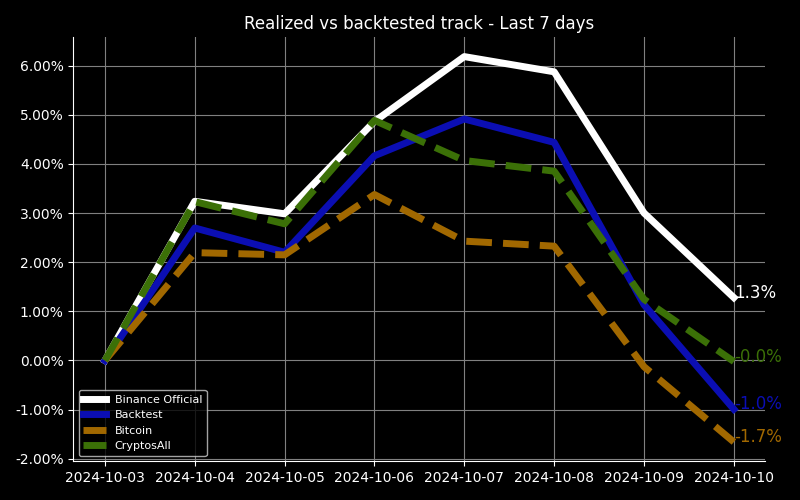 Realized vs backtested track - Last 7 days
6.00%
5.00%
4.00%
3.00%
2.00%
1.00%
0.00%
-1.00%
-2.00%
1.3%
-0.0%
-1.0%
-1.7%
Binance Official
Backtest
Bitcoin
CryptosAll
2024-10-03 2024-10-04 2024-10-05 2024-10-06 2024-10-07 2024-10-08 2024-10-09 2024-10-10